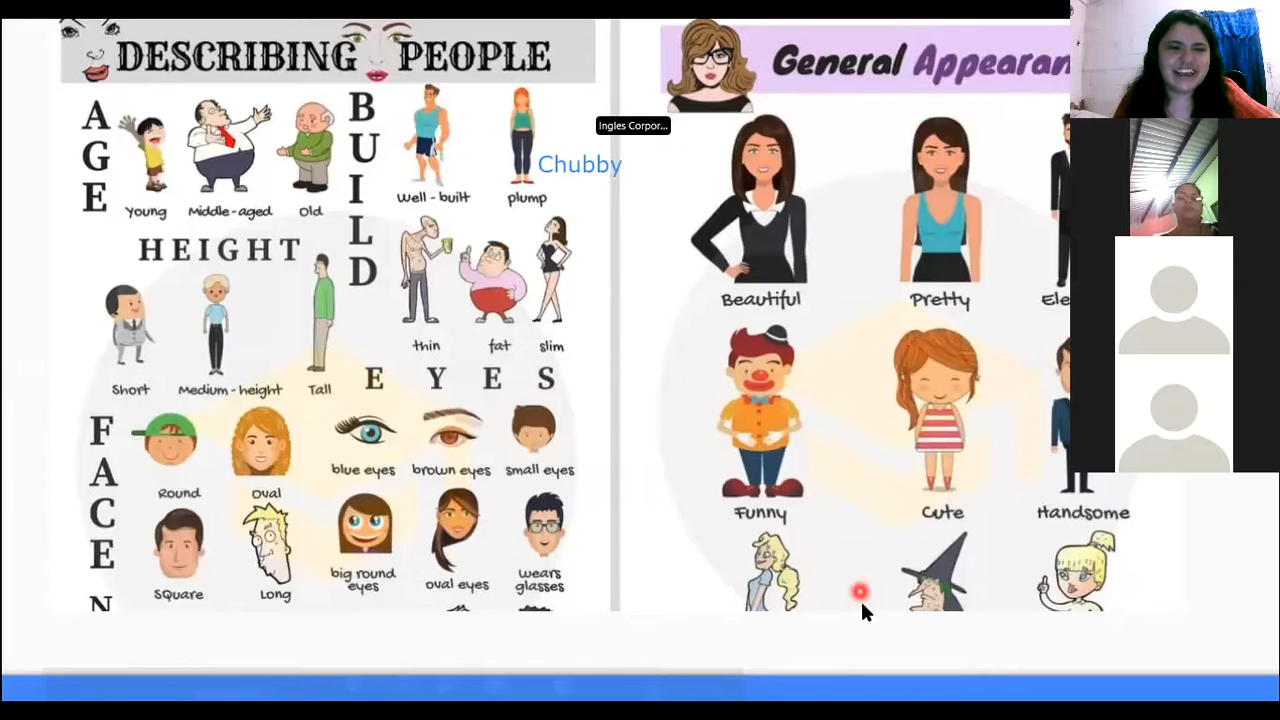 DESCRIBING PEOPLE
AGE
Young
Middle-aged
Old
BUILD
Well-built
plump
Chubby
thin
fat
slim
HEIGHT
Short
Medium-height
Tall
EYES
blue eyes
brown eyes
small eyes
big round
eyes
oval eyes
wears
glasses
FACE
Round
Oval
SQuare
Long
Ingles Corpor...
General Appearan
Beautiful
Pretty
Ele
Funny
Cute
Handsome